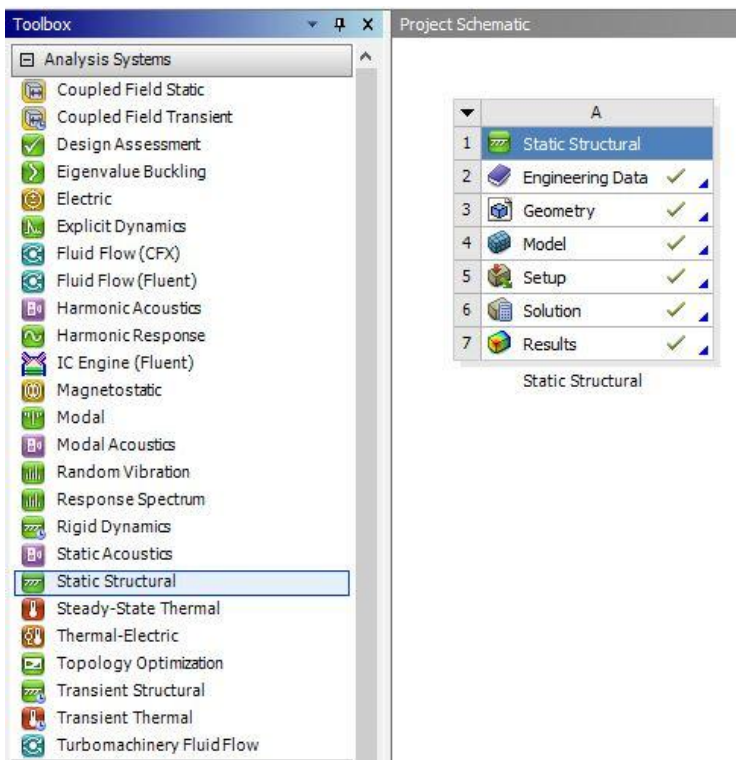 Toolbox
Project Schematic
Analysis Systems
Coupled Field Static
Coupled Field Transient
Design Assessment
Eigenvalue Buckling
Electric
Explicit Dynamics
Fluid Flow (CFX)
Fluid Flow (Fluent)
Harmonic Acoustics
Harmonic Response
IC Engine (Fluent)
Magnetostatic
Modal
Modal Acoustics
Random Vibration
Response Spectrum
Rigid Dynamics
Static Acoustics
Static Structural
Steady-State Thermal
Thermal-Electric
Topology Optimization
Transient Structural
Transient Thermal
Turbomachinery Fluid Flow
A
1 Static Structural
2 Engineering Data
3 Geometry
4 Model
5 Setup
6 Solution
7 Results
Static Structural